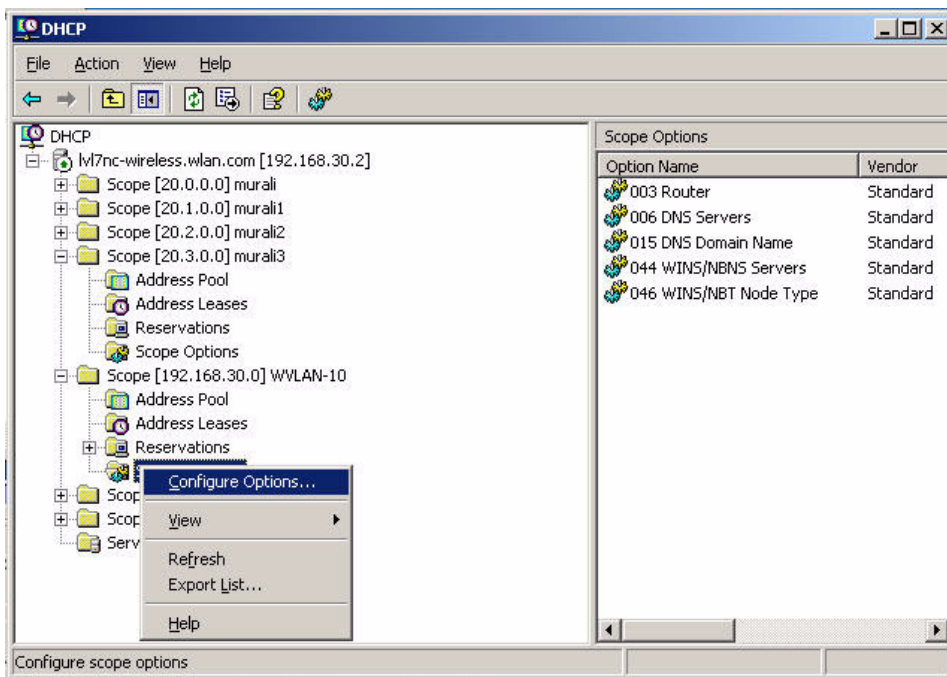 DHCP
File Action View Help
DHCP
lvl7nc-wireless.wlan.com [192.168.30.2]
Scope [20.0.0.0] murali
Scope [20.1.0.0] murali1
Scope [20.2.0.0] murali2
Scope [20.3.0.0] murali3
Address Pool
Address Leases
Reservations
Scope Options
Scope [192.168.30.0] WVLAN-10
Address Pool
Address Leases
Reservations
Scop
Scop
Serv
Configure Options...
View
Refresh
Export List...
Help
Scope Options
Option Name Vendor
003 Router Standard
006 DNS Servers Standard
015 DNS Domain Name Standard
044 WINS/NBNS Servers Standard
046 WINS/NBT Node Type Standard
Configure scope options